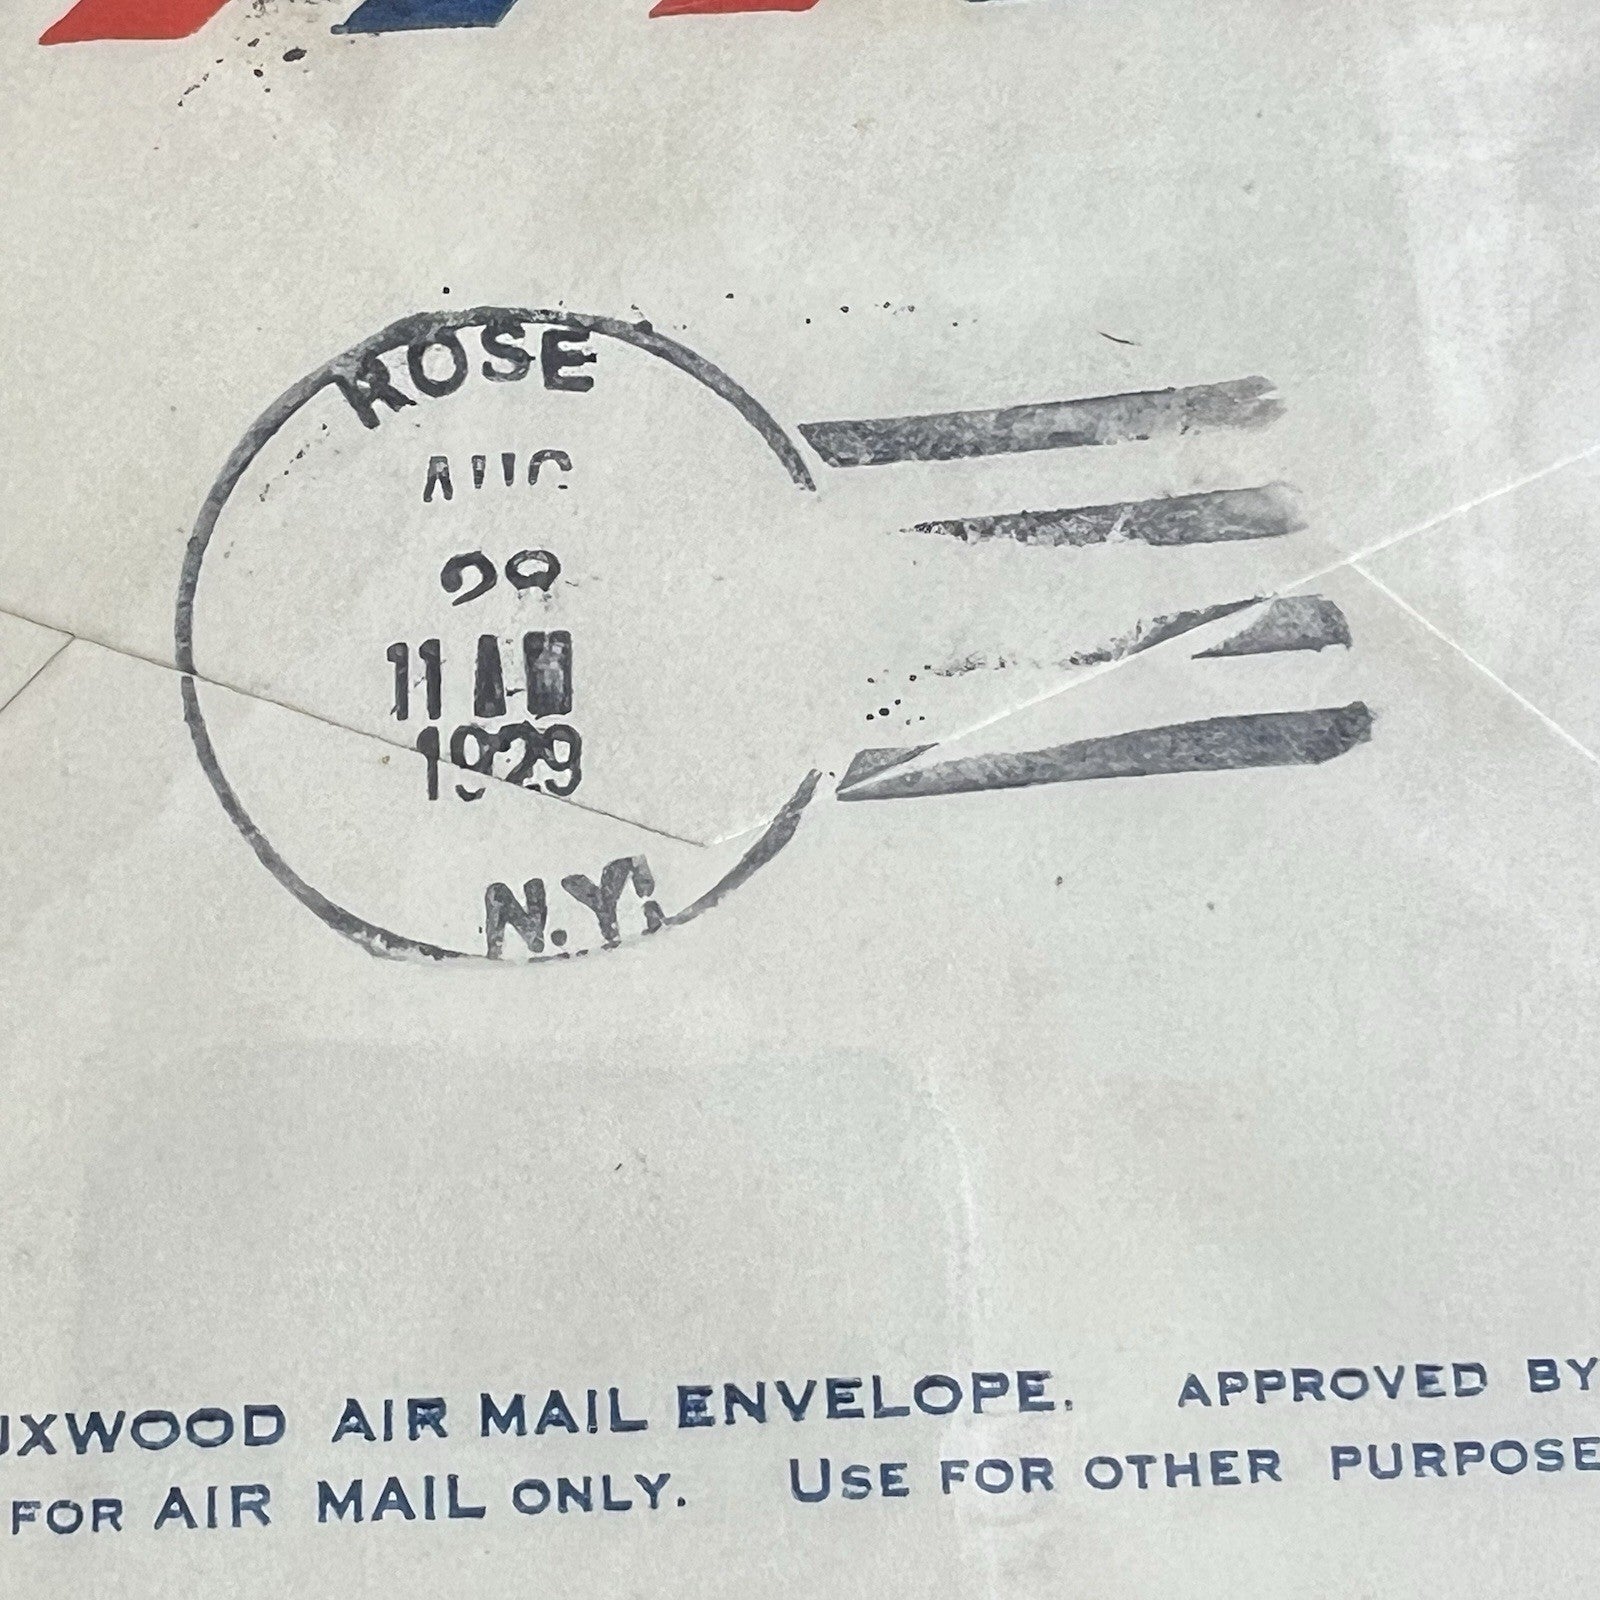 ROSE
AUG
28
11 AM
1929
N.Y.
UXWOOD AIR MAIL ENVELOPE. APPROVED BY
FOR AIR MAIL ONLY. USE FOR OTHER PURPOSE